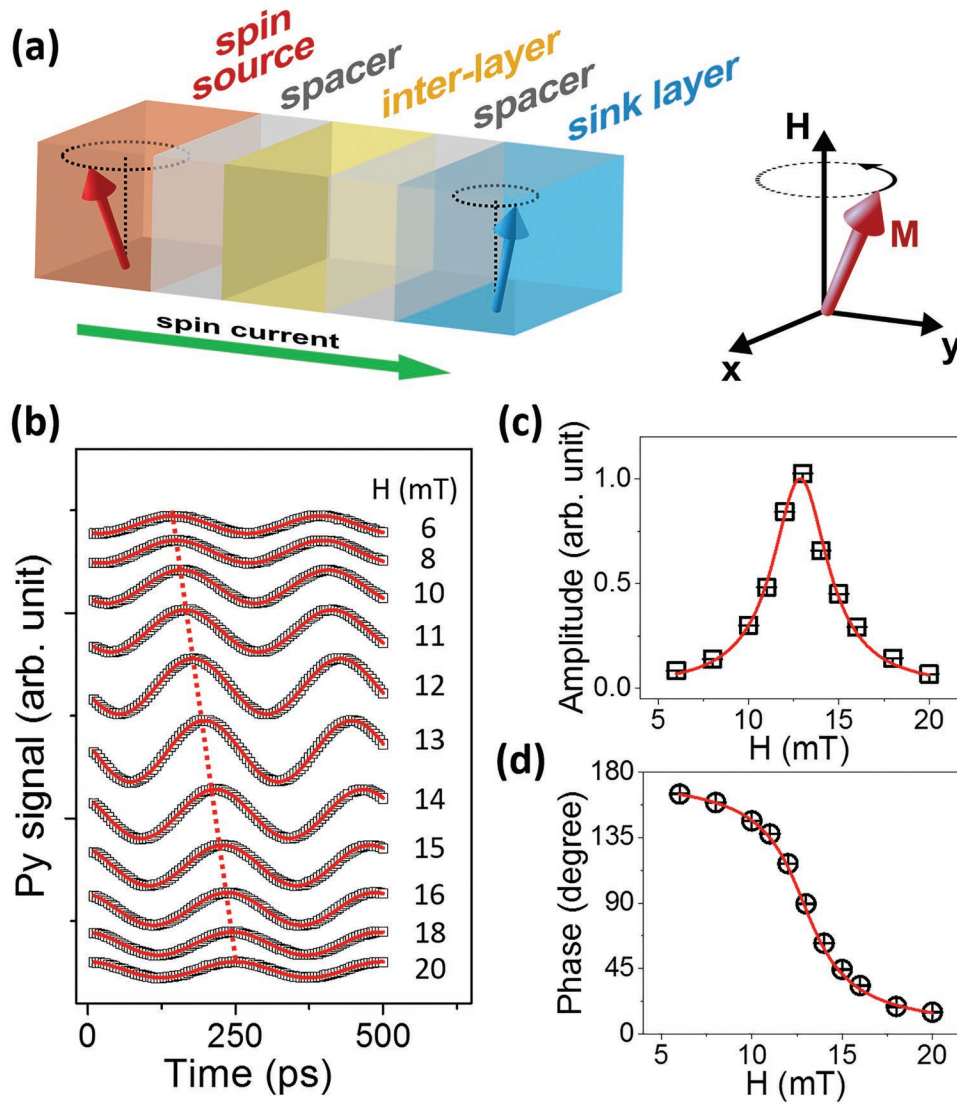 (a)
spin
source
spacer
inter-layer
spacer
sink layer
spin current
H
M
x
y
(b)
H (mT)
6
8
10
11
12
13
14
15
16
18
20
Py signal (arb. unit)
0 250 500
Time (ps)
(c)
Amplitude (arb. unit)
1.0
0.5
0.0
5 10 15 20
H (mT)
(d)
Phase (degree)
180
135
90
45
0
5 10 15 20
H (mT)